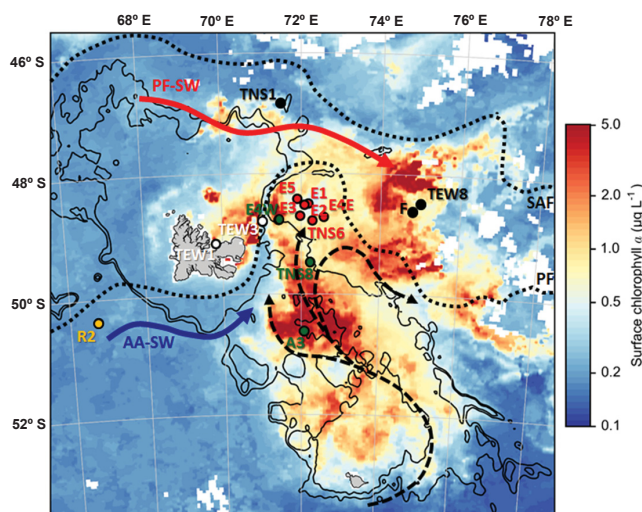 68° E 70° E 72° E 74° E 76° E 78° E
46° S
PF-SW
TNS1
5.0
48° S
E5
E1
TEW8
2.0
E3
E4E
F
SAF
TEW3
E2
TNS6
1.0
TEW1
TNS8
PF
50° S
0.5
R2
AA-SW
A3
0.2
52° S
0.1
Surface chlorophyll a (µg L⁻¹)